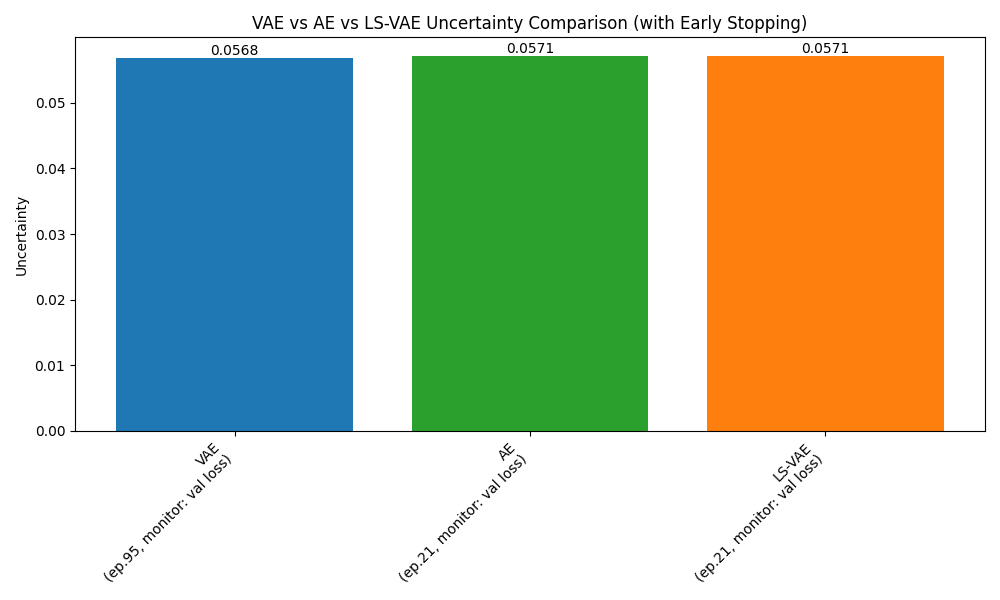 VAE vs AE vs LS-VAE Uncertainty Comparison (with Early Stopping)
0.0568
0.0571
0.0571
0.05
0.04
0.03
0.02
0.01
0.00
Uncertainty
VAE
(ep.95, monitor: val loss)
AE
(ep.21, monitor: val loss)
LS-VAE
(ep.21, monitor: val loss)